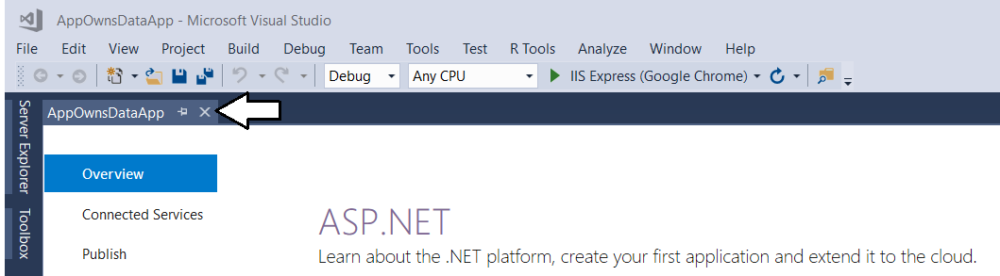 AppOwnsDataApp - Microsoft Visual Studio
File Edit View Project Build Debug Team Tools Test R Tools Analyze Window Help
Debug Any CPU IIS Express (Google Chrome)
Server Explorer
Toolbox
AppOwnsDataApp
Overview
Connected Services
Publish
ASP.NET
Learn about the .NET platform, create your first application and extend it to the cloud.